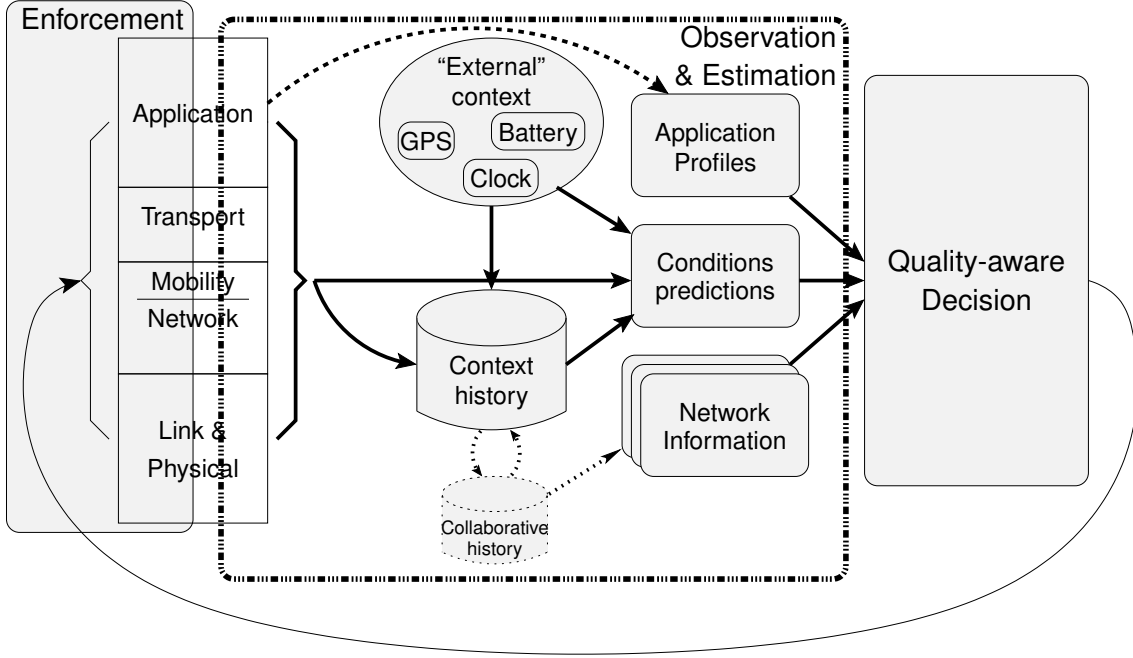 Enforcement
Application
Transport
Mobility
Network
Link &
Physical
“External”
context
GPS
Battery
Clock
Observation
& Estimation
Application
Profiles
Conditions
predictions
Context
history
Network
Information
Collaborative
history
Quality-aware
Decision